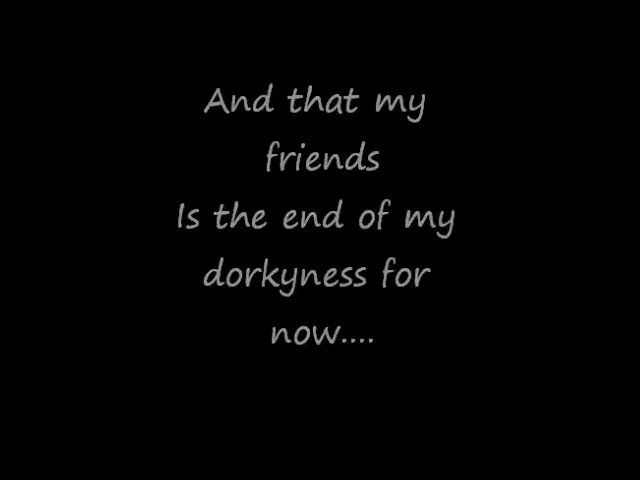 And that my
friends
Is the end of my
dorkyness for
now....